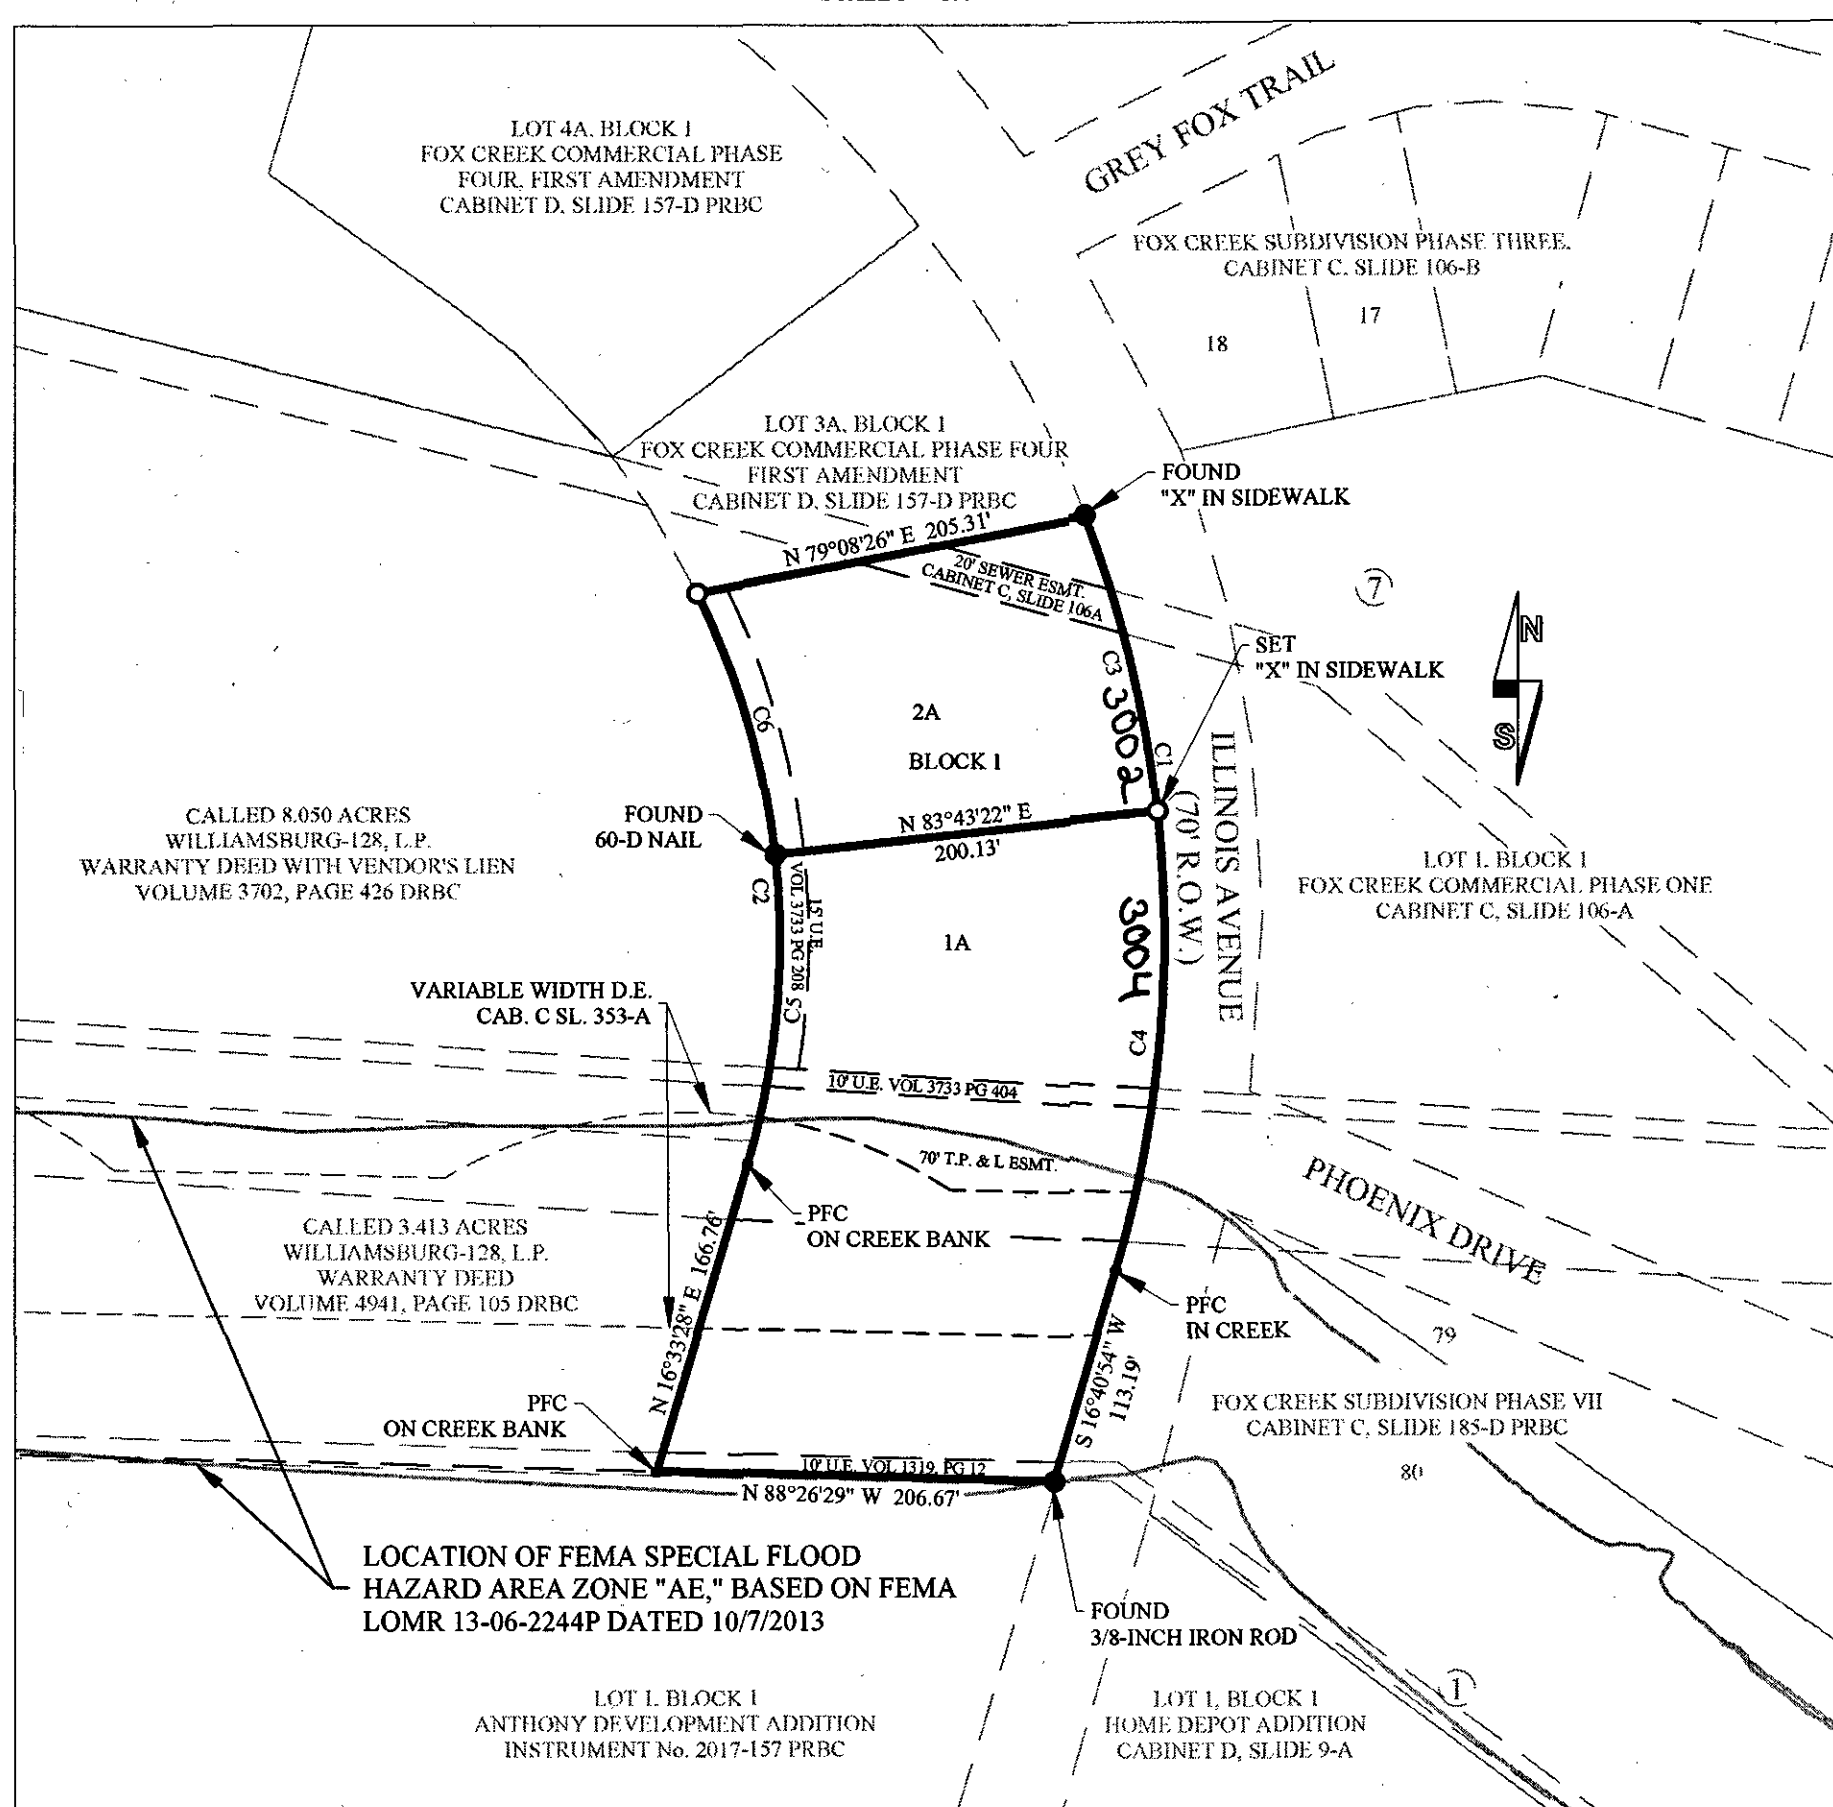 GREY FOX TRAIL
LOT 4A, BLOCK 1
FOX CREEK COMMERCIAL PHASE
FOUR, FIRST AMENDMENT
CABINET D, SLIDE 157-D PRBC
FOX CREEK SUBDIVISION PHASE THREE,
CABINET C, SLIDE 106-B
17
18
LOT 3A, BLOCK 1
FOX CREEK COMMERCIAL PHASE FOUR
FIRST AMENDMENT
CABINET D, SLIDE 157-D PRBC
FOUND
"X" IN SIDEWALK
N 79°08'26" E 205.31'
20' SEWER ESMT.
CABINET C, SLIDE 106A
7
N
S
SET
"X" IN SIDEWALK
C3
3002
C6
2A
BLOCK 1
C1
ILLINOIS AVENUE
(70' R.O.W.)
CALLED 8.050 ACRES
WILLIAMSBURG-128, L.P.
WARRANTY DEED WITH VENDOR'S LIEN
VOLUME 3702, PAGE 426 DRBC
FOUND
60-D NAIL
N 83°43'22" E
200.13'
LOT 1, BLOCK 1
FOX CREEK COMMERCIAL PHASE ONE
CABINET C, SLIDE 106-A
C2
15' U.E.
VOL 3733 PG 208
C5
1A
3004
C4
VARIABLE WIDTH D.E.
CAB. C SL. 353-A
10' U.E. VOL 3733 PG 404
70' T.P. & L ESMT.
PHOENIX DRIVE
CALLED 3.413 ACRES
WILLIAMSBURG-128, L.P.
WARRANTY DEED
VOLUME 4941, PAGE 105 DRBC
PFC
ON CREEK BANK
N 16°33'28" E 166.76'
PFC
IN CREEK
S 16°40'54" W
113.19'
79
FOX CREEK SUBDIVISION PHASE VII
CABINET C, SLIDE 185-D PRBC
80
PFC
ON CREEK BANK
10' U.E. VOL 1319, PG 12
N 88°26'29" W 206.67'
LOCATION OF FEMA SPECIAL FLOOD
HAZARD AREA ZONE "AE," BASED ON FEMA
LOMR 13-06-2244P DATED 10/7/2013
FOUND
3/8-INCH IRON ROD
LOT 1, BLOCK 1
ANTHONY DEVELOPMENT ADDITION
INSTRUMENT No. 2017-157 PRBC
LOT 1, BLOCK 1
HOME DEPOT ADDITION
CABINET D, SLIDE 9-A
1